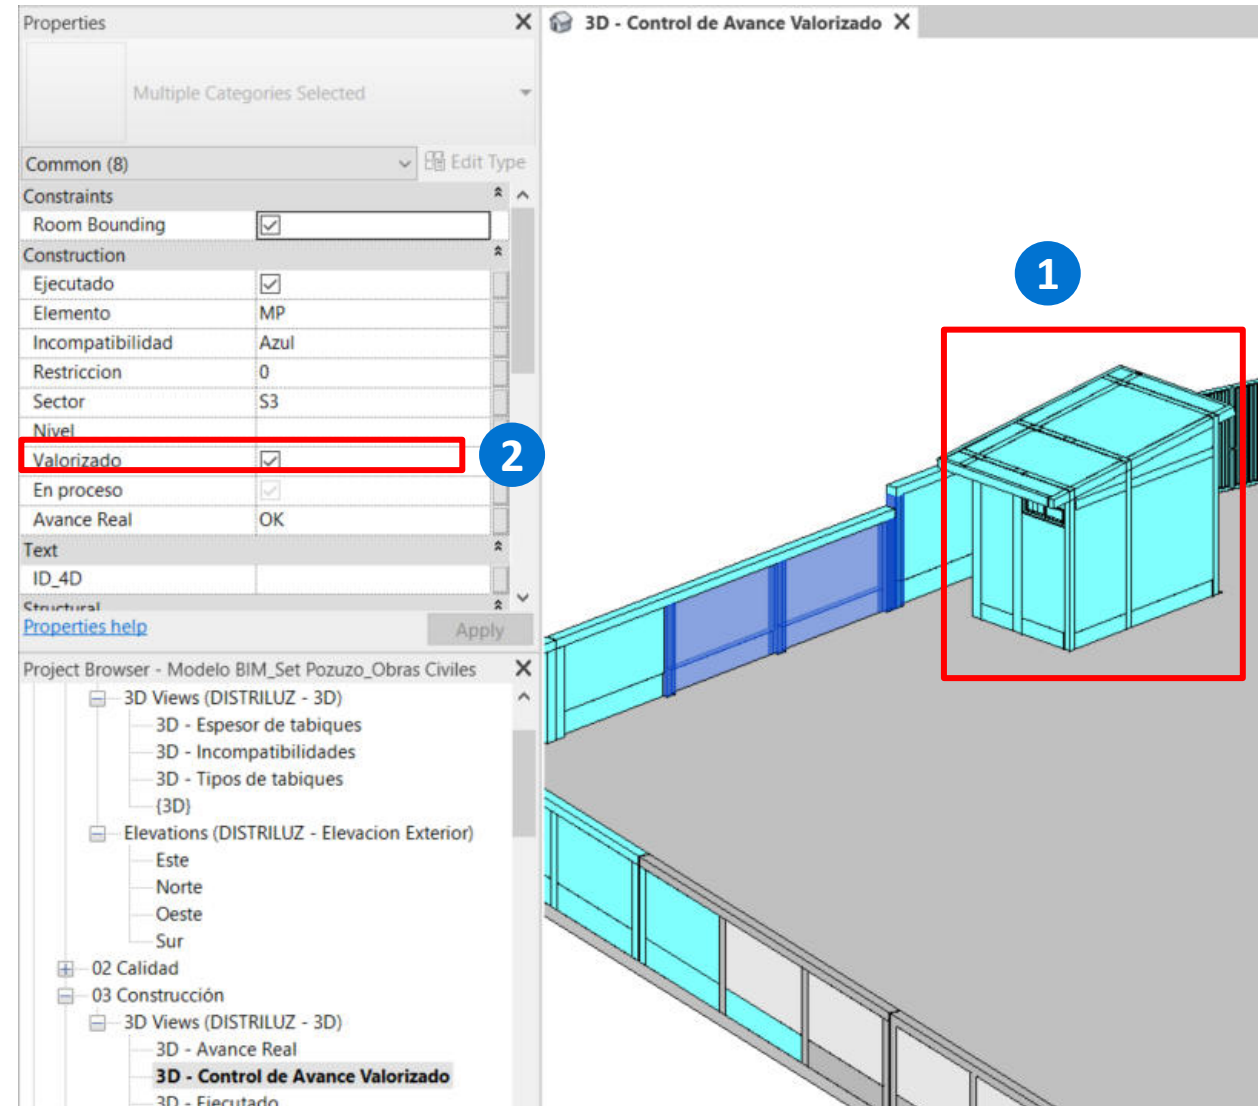 Properties
Multiple Categories Selected
Common (8)
Edit Type
Constraints
Room Bounding
Construction
Ejecutado
Elemento MP
Incompatibilidad Azul
Restriccion 0
Sector S3
Nivel
Valorizado
En proceso
Avance Real OK
Text
ID_4D
Structural
Properties help
Apply
Project Browser - Modelo BIM_Set Pozuzo_Obras Civiles
3D Views (DISTRILUZ - 3D)
3D - Espesor de tabiques
3D - Incompatibilidades
3D - Tipos de tabiques
{3D}
Elevations (DISTRILUZ - Elevacion Exterior)
Este
Norte
Oeste
Sur
02 Calidad
03 Construcción
3D Views (DISTRILUZ - 3D)
3D - Avance Real
3D - Control de Avance Valorizado
3D - Ejecutado
3D - Control de Avance Valorizado
1
2